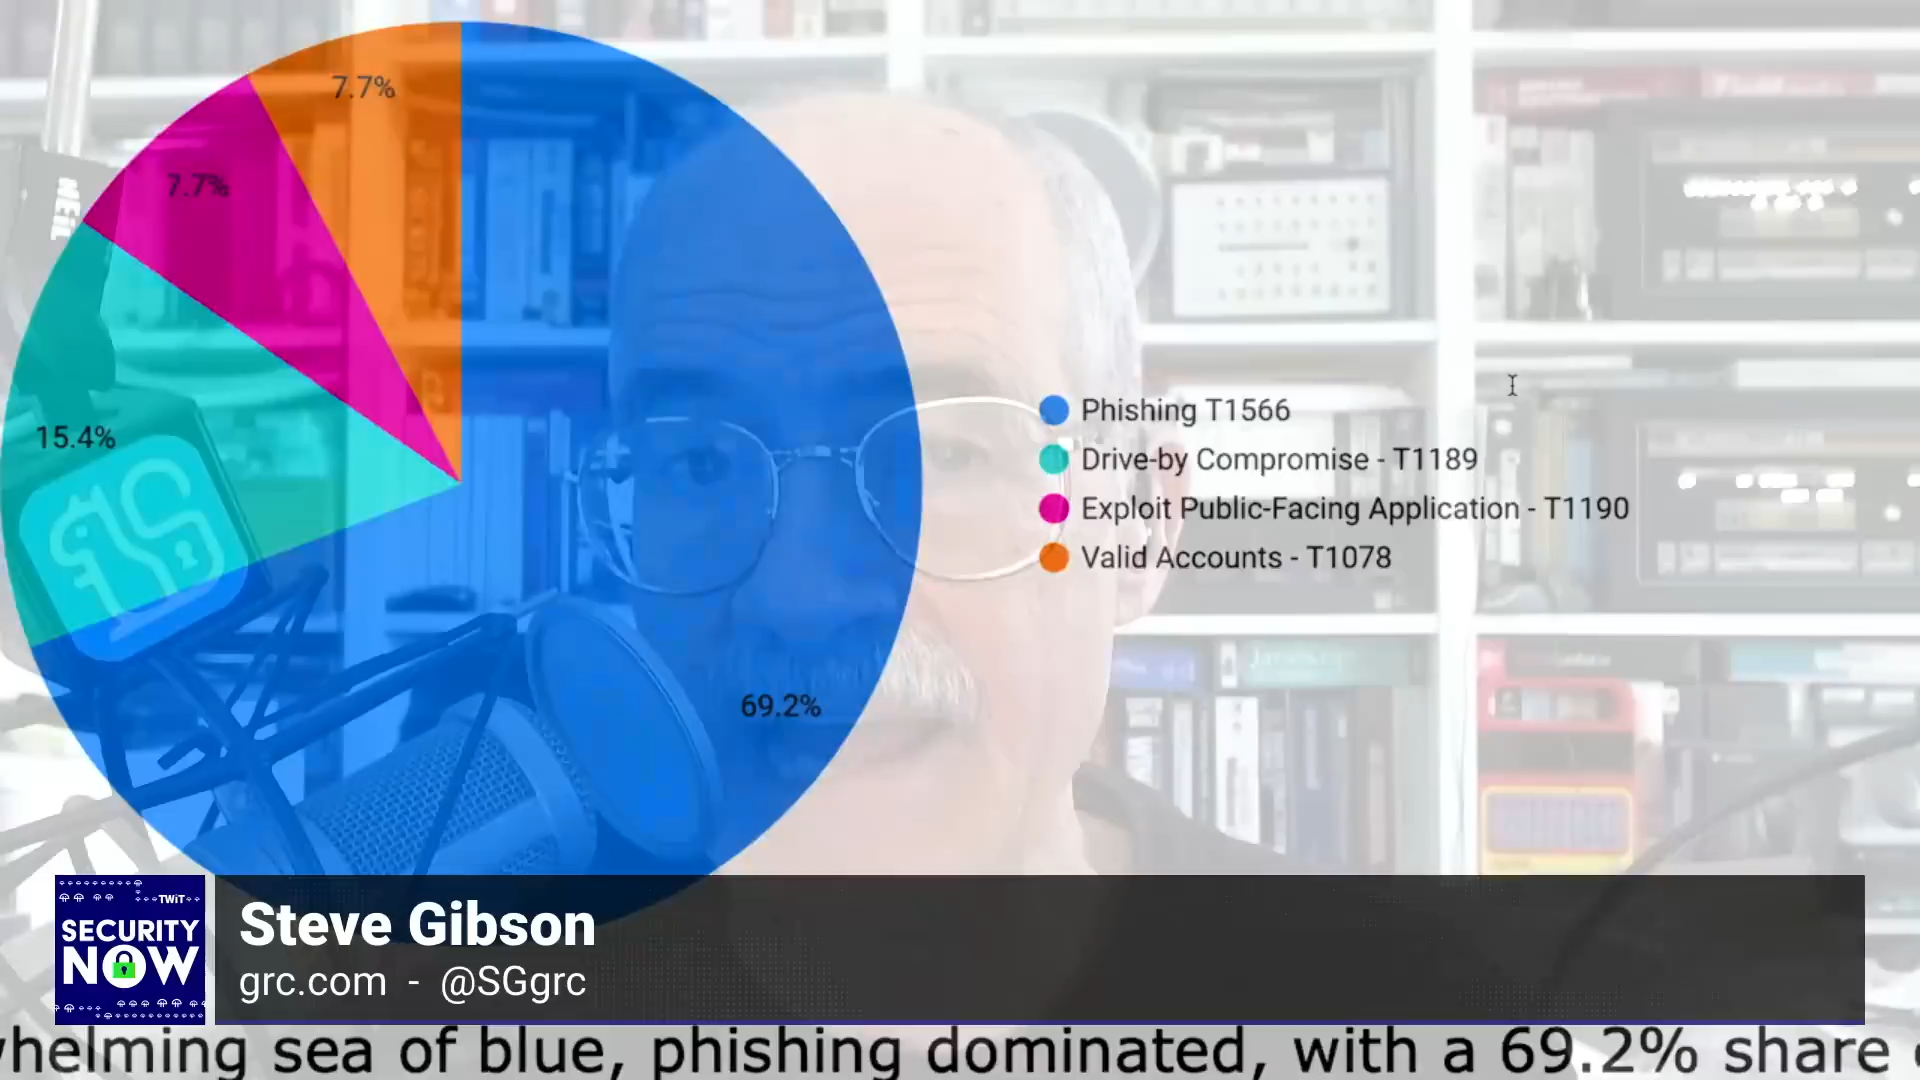 7.7%
7.7%
15.4%
69.2%
Phishing T1566
Drive-by Compromise - T1189
Exploit Public-Facing Application - T1190
Valid Accounts - T1078
HEIL
TWiT
SECURITY
NOW
Steve Gibson
grc.com - @SGgrc
sea of blue, phishing dominated, with a 69.2% share